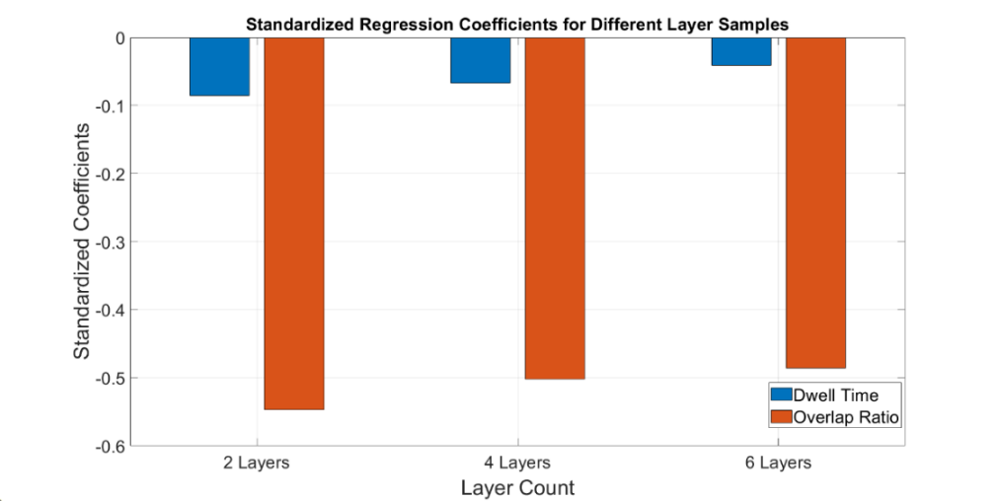 Standardized Regression Coefficients for Different Layer Samples
0
-0.1
-0.2
-0.3
-0.4
-0.5
-0.6
Standardized Coefficients
2 Layers
4 Layers
6 Layers
Layer Count
Dwell Time
Overlap Ratio